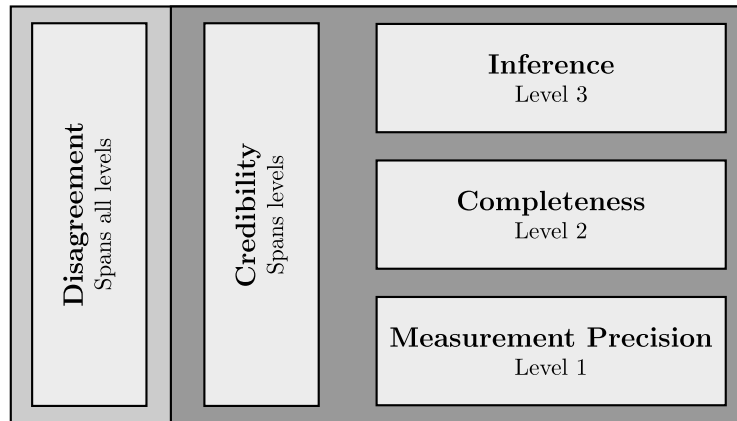 Disagreement
Spans all levels
Credibility
Spans levels
Inference
Level 3
Completeness
Level 2
Measurement Precision
Level 1